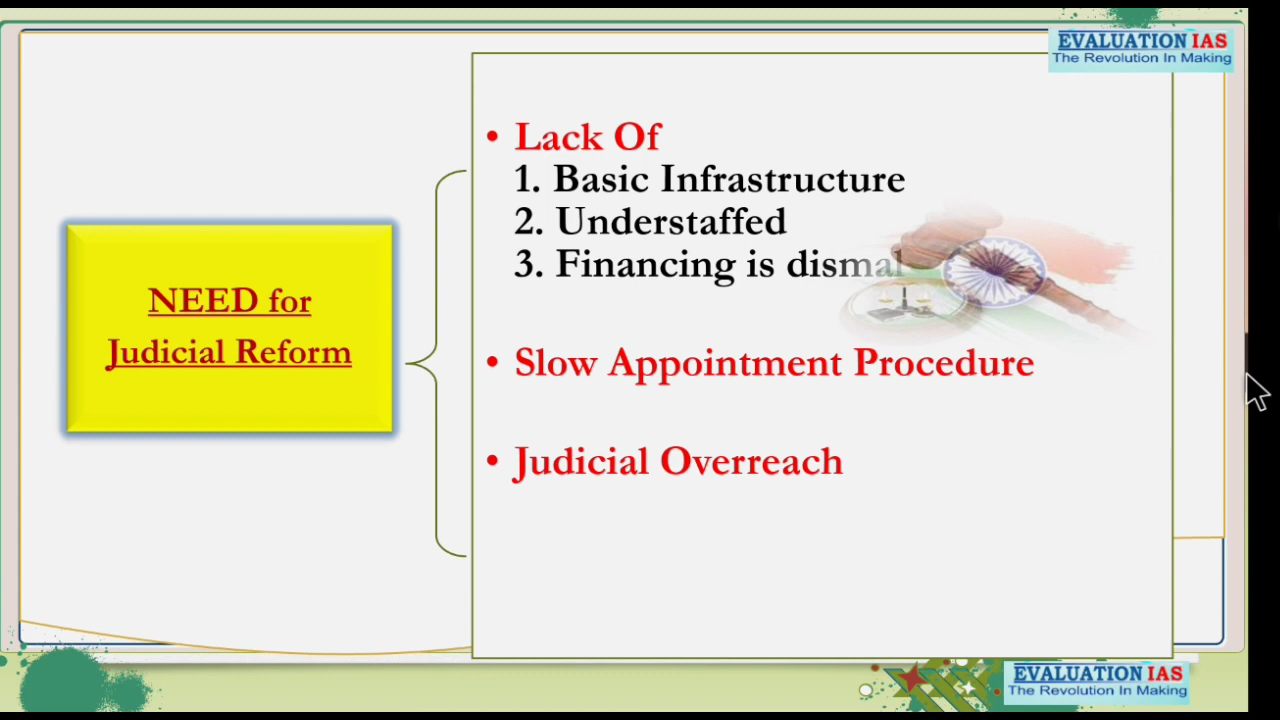 EVALUATION IAS
The Revolution In Making
NEED for
Judicial Reform
• Lack Of
1. Basic Infrastructure
2. Understaffed
3. Financing is dismal
• Slow Appointment Procedure
• Judicial Overreach
EVALUATION IAS
The Revolution In Making